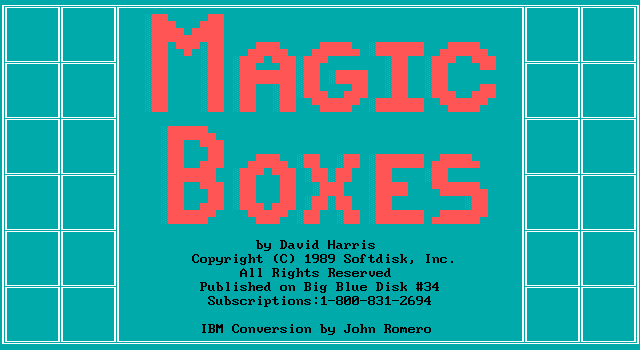 MAGIC
BOXES
by David Harris
Copyright (C) 1989 Softdisk, Inc.
All Rights Reserved
Published on Big Blue Disk #34
Subscriptions:1-800-831-2694
IBM Conversion by John Romero